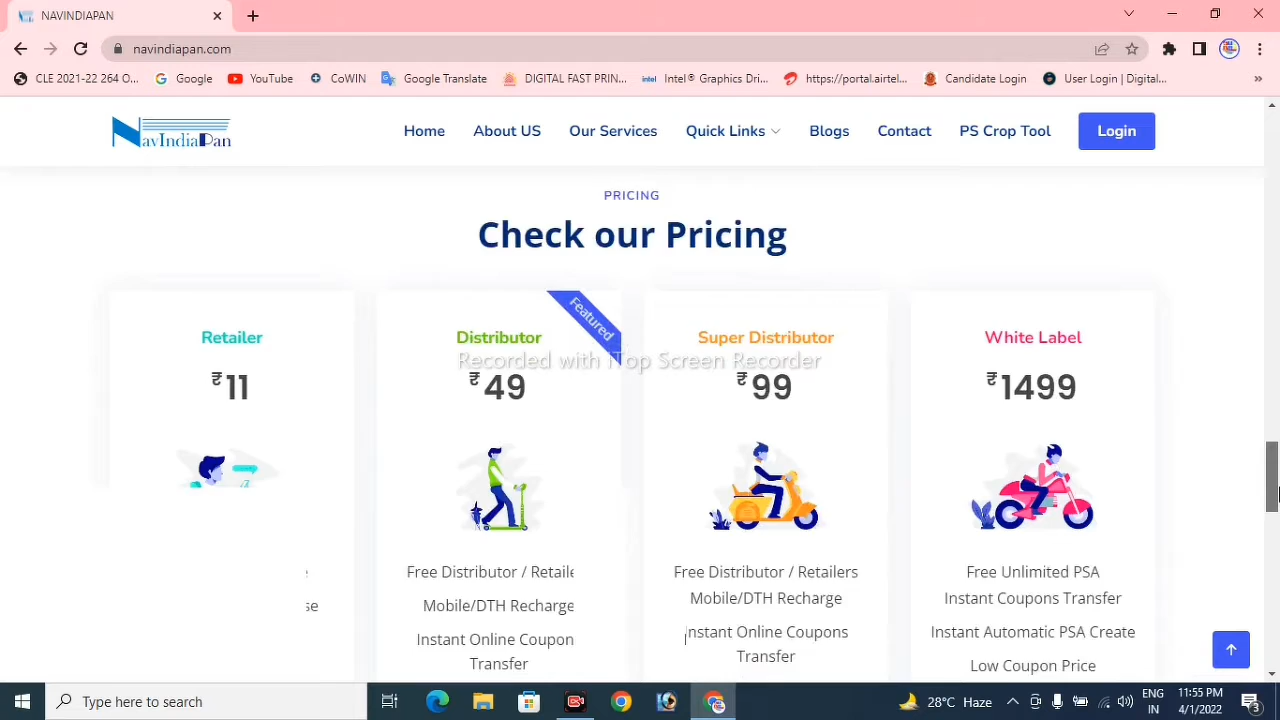 NAVINDIAPAN
navindiapan.com
CLE 2021-22 264 O...
Google
YouTube
CoWIN
Google Translate
DIGITAL FAST PRIN...
intel
Intel® Graphics Dri...
https://portal.airtel...
Candidate Login
User Login | Digital...
»
NavIndiaPan
Home
About US
Our Services
Quick Links
Blogs
Contact
PS Crop Tool
Login
PRICING
Check our Pricing
Featured
Retailer
Distributor
Super Distributor
White Label
Recorded with iTop Screen Recorder
₹11
₹49
₹99
₹1499
Free Distributor / Retaile
Mobile/DTH Recharge
Instant Online Coupon
Transfer
se
Free Distributor / Retailers
Mobile/DTH Recharge
Instant Online Coupons
Transfer
Free Unlimited PSA
Instant Coupons Transfer
Instant Automatic PSA Create
Low Coupon Price
Type here to search
28°C Haze
ENG
IN
11:55 PM
4/1/2022
3